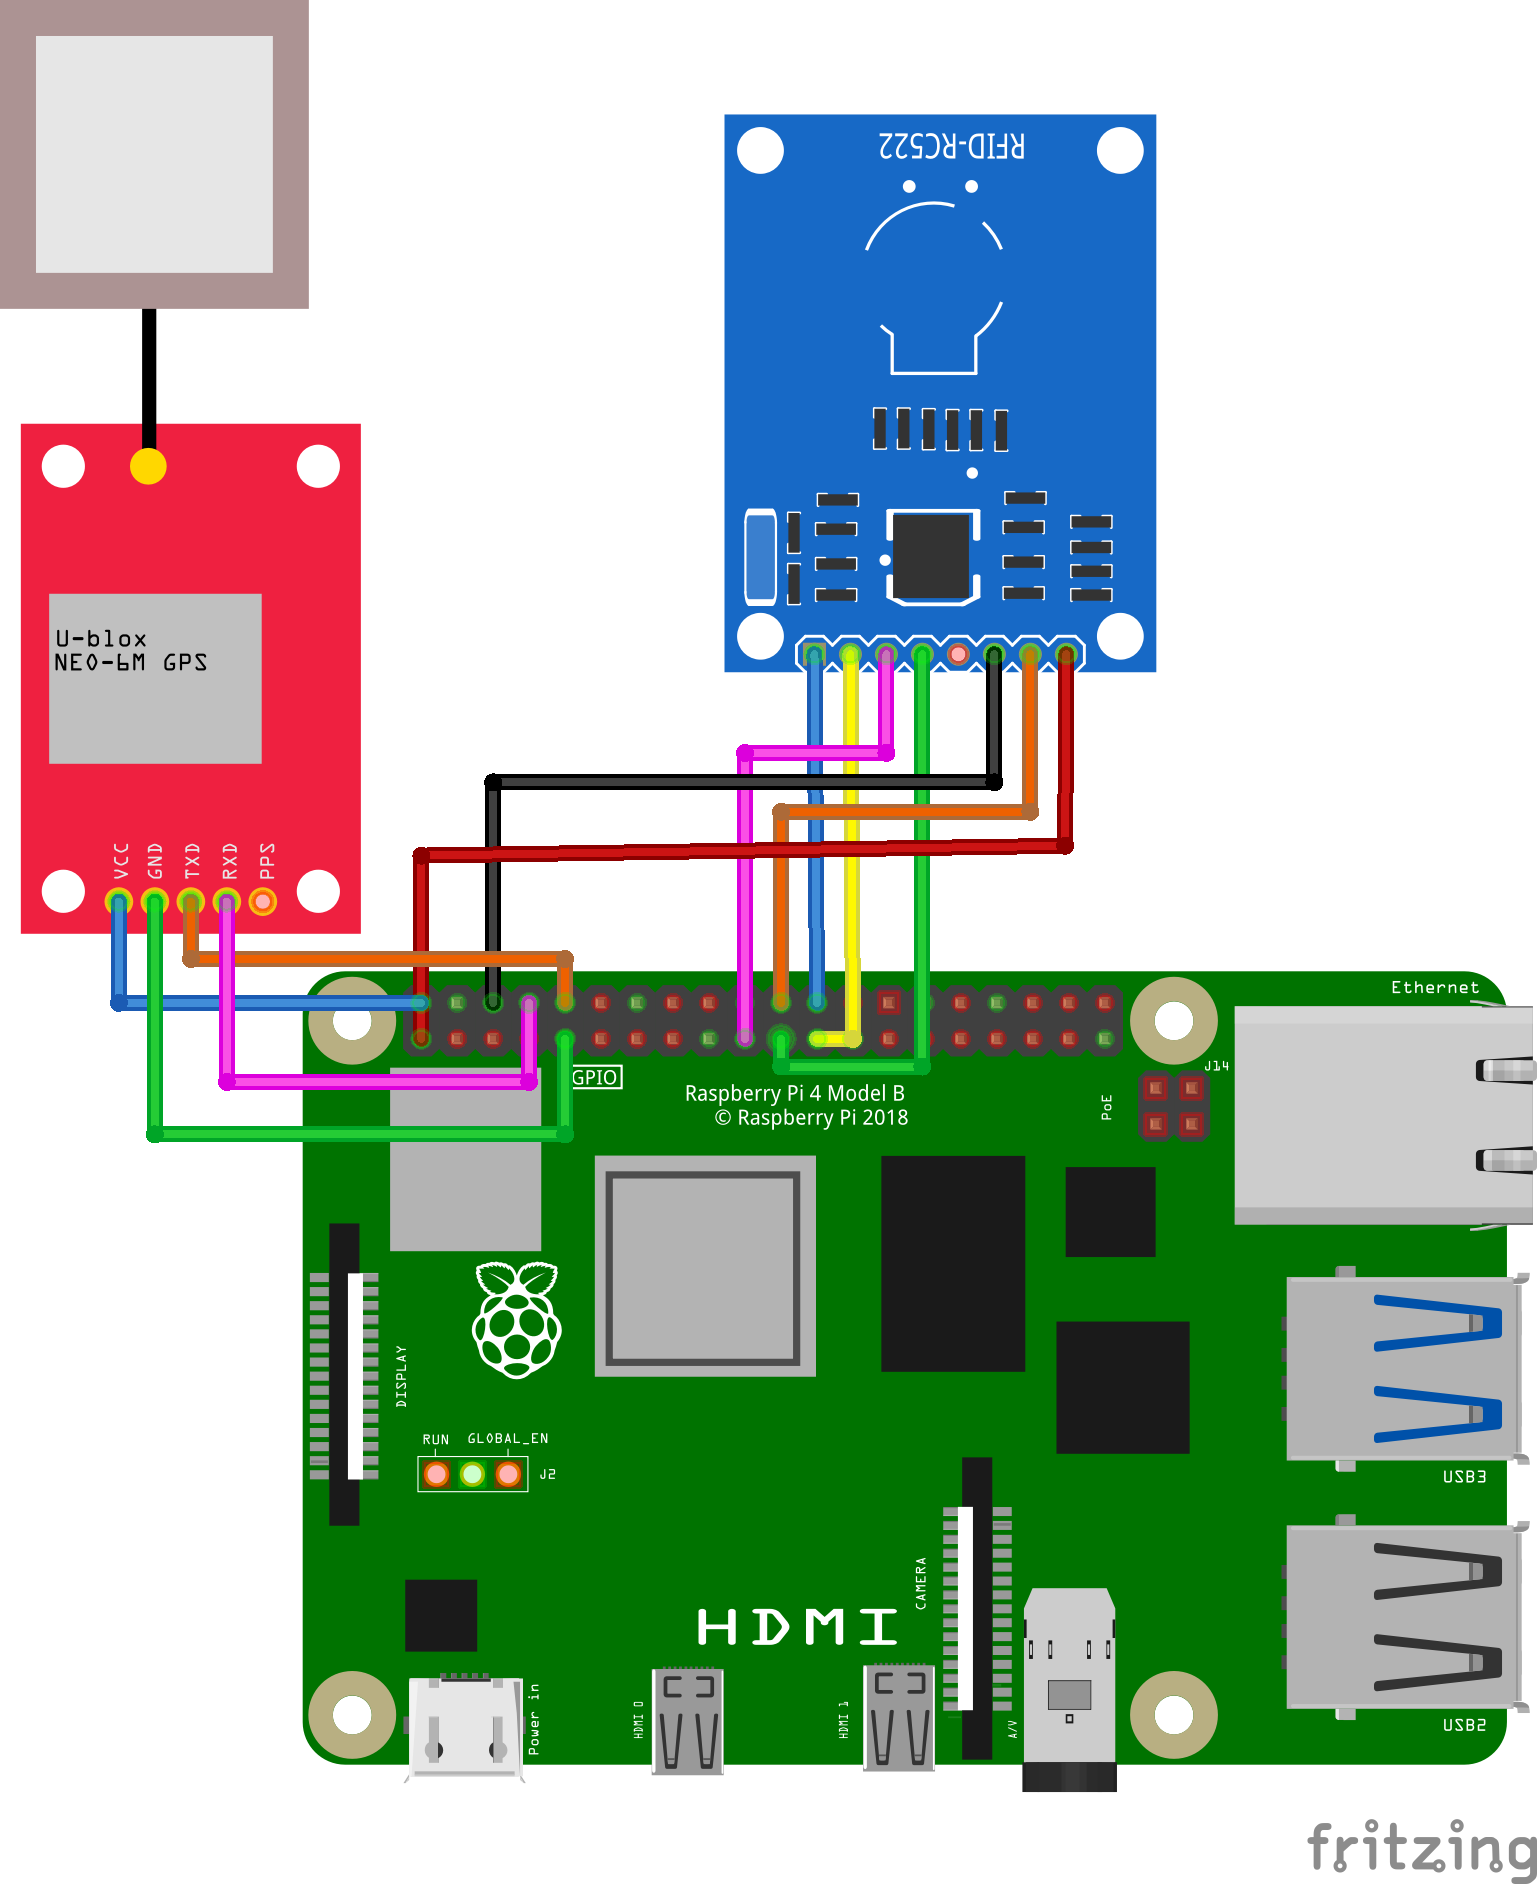 RFID-RC522
U-blox
NEO-6M GPS
VCC
GND
TXD
RXD
PPS
Ethernet
J14
GPIO
Raspberry Pi 4 Model B
© Raspberry Pi 2018
PoE
DISPLAY
RUN
GLOBAL_EN
J2
USB3
CAMERA
HDMI
Power in
HDMI 0
HDMI 1
A/V
USB2
fritzing